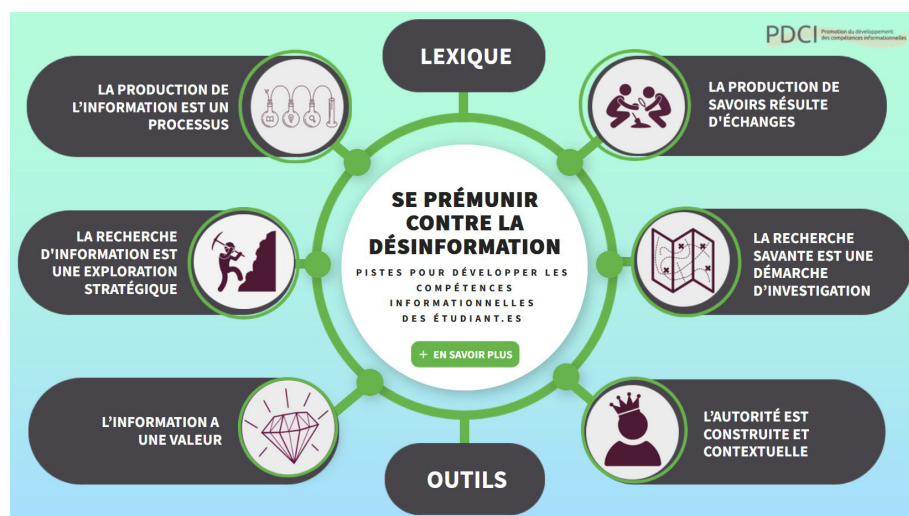 PDCI
Promotion du développement
des compétences informationnelles
LEXIQUE
LA PRODUCTION DE
L'INFORMATION EST UN
PROCESSUS
LA PRODUCTION DE
SAVOIRS RÉSULTE
D'ÉCHANGES
SE PRÉMUNIR
CONTRE LA
DÉSINFORMATION
PISTES POUR DÉVELOPPER LES
COMPÉTENCES
INFORMATIONNELLES
DES ÉTUDIANT.ES
+ EN SAVOIR PLUS
LA RECHERCHE
D'INFORMATION EST
UNE EXPLORATION
STRATÉGIQUE
LA RECHERCHE
SAVANTE EST UNE
DÉMARCHE
D'INVESTIGATION
L'INFORMATION A
UNE VALEUR
L'AUTORITÉ EST
CONSTRUITE ET
CONTEXTUELLE
OUTILS